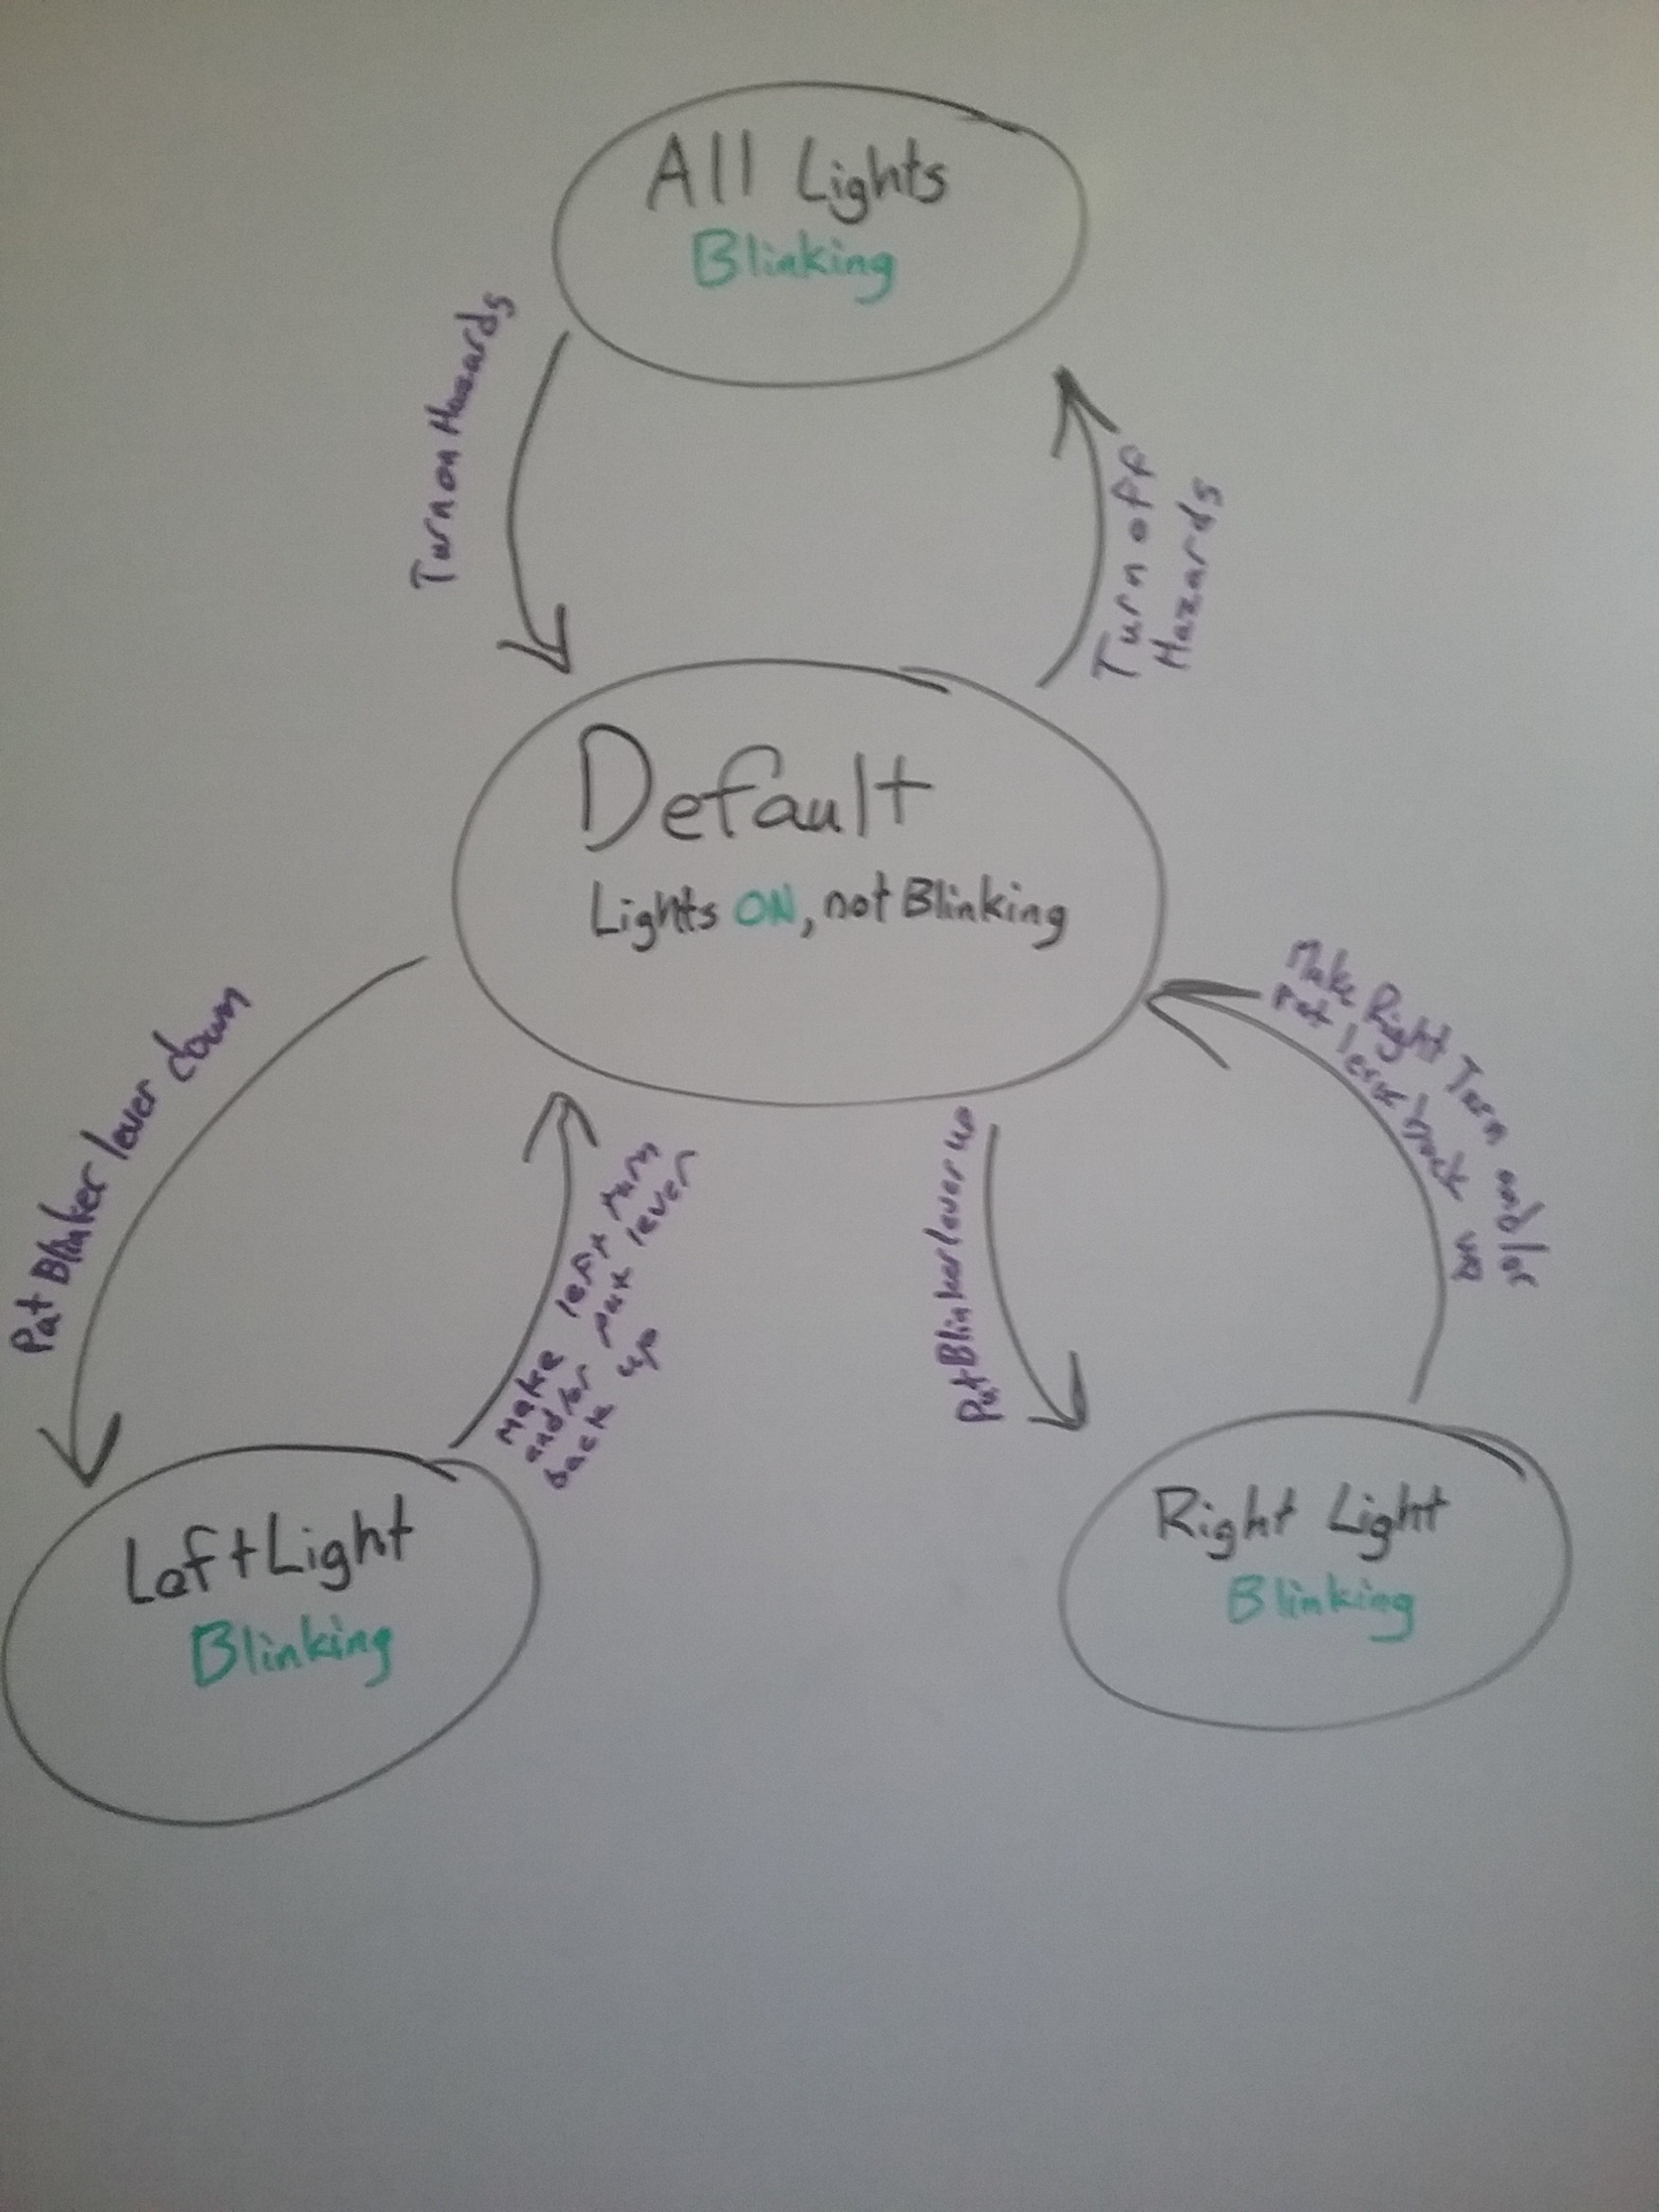 All Lights
Blinking
Turn on Hazards
Turn off
Hazards
Default
Lights ON, not Blinking
Put Blinker lever down
Make left turn
and/or put lever
back up
Put Blinker lever up
Make Right Turn and/or
Put lever back
Left Light
Blinking
Right Light
Blinking